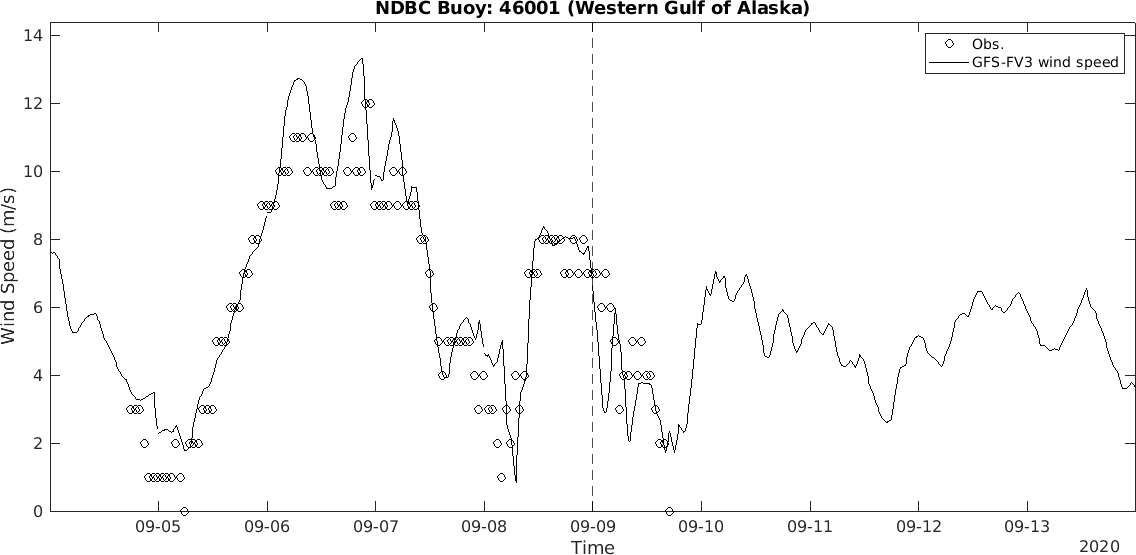 NDBC Buoy: 46001 (Western Gulf of Alaska)
Obs.
GFS-FV3 wind speed
Wind Speed (m/s)
14
12
10
8
6
4
2
0
09-05 09-06 09-07 09-08 09-09 09-10 09-11 09-12 09-13
Time
2020